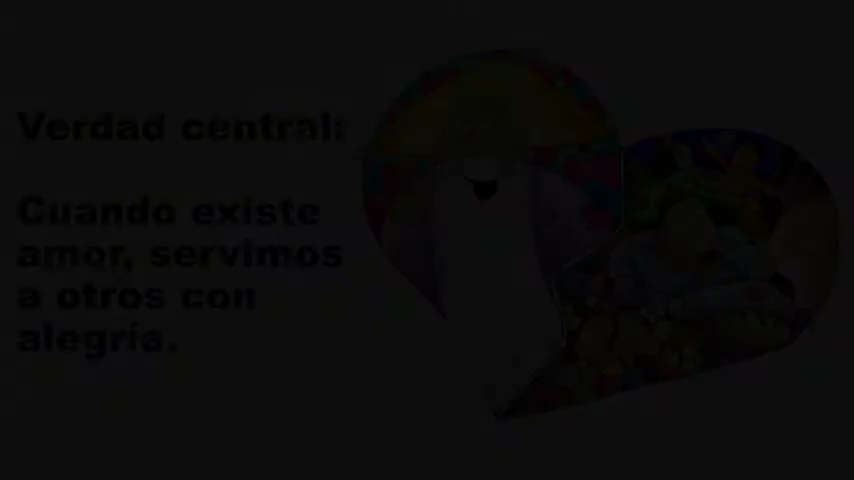 Verdad central:
Cuando existe
amor, servimos
a otros con
alegría.